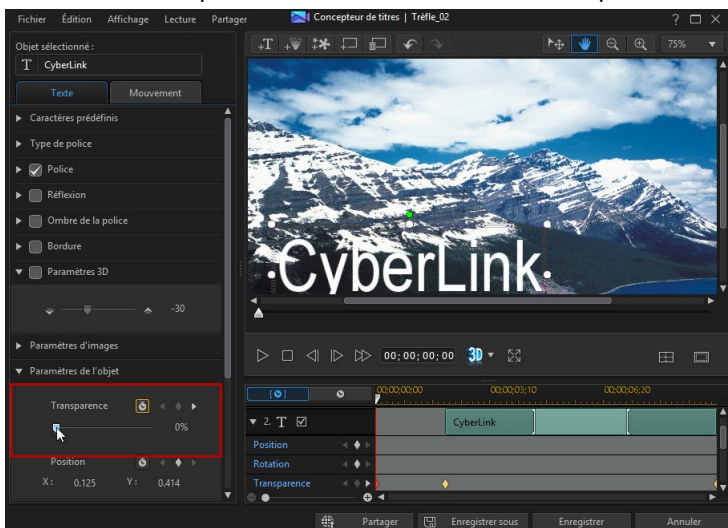 Fichier Édition Affichage Lecture Partager Concepteur de titres | Trèfle_02 ?
Objet sélectionné :
T CyberLink
+T 75%
Texte Mouvement
Caractères prédéfinis
Type de police
Police
Réflexion
Ombre de la police
Bordure
Paramètres 3D
-30
Paramètres d'images
Paramètres de l'objet
Transparence
0%
Position
X : 0.125 Y : 0.414
CyberLink
00;00;00;00 3D
00;00;00;00 00;00;03;10 00;00;06;20
2. T CyberLink
Position
Rotation
Transparence
Partager Enregistrer sous Enregistrer Annuler